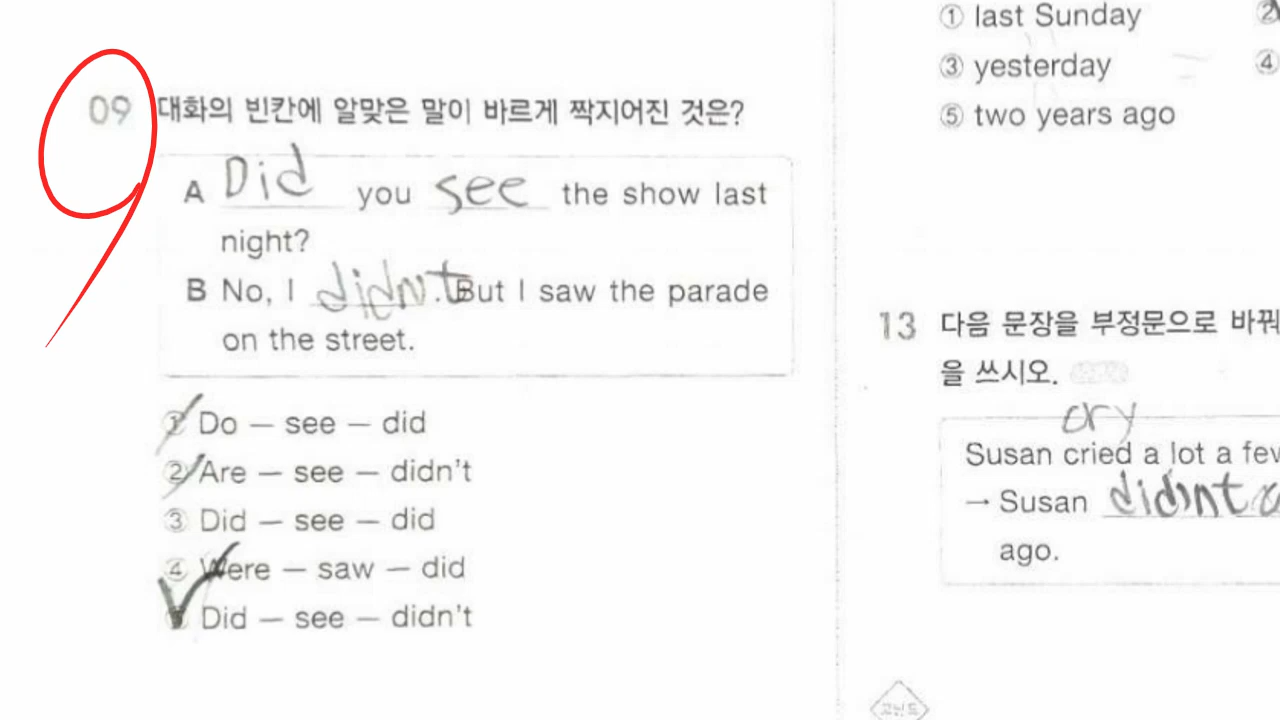 09 대화의 빈칸에 알맞은 말이 바르게 짝지어진 것은?
A Did you see the show last
night?
B No, I didn't. But I saw the parade
on the street.
① Do – see – did
② Are – see – didn't
③ Did – see – did
④ Were – saw – did
⑤ Did – see – didn't
① last Sunday ②
③ yesterday ④
⑤ two years ago
13 다음 문장을 부정문으로 바꿔
을 쓰시오.
cry
Susan cried a lot a few
→ Susan didint
ago.